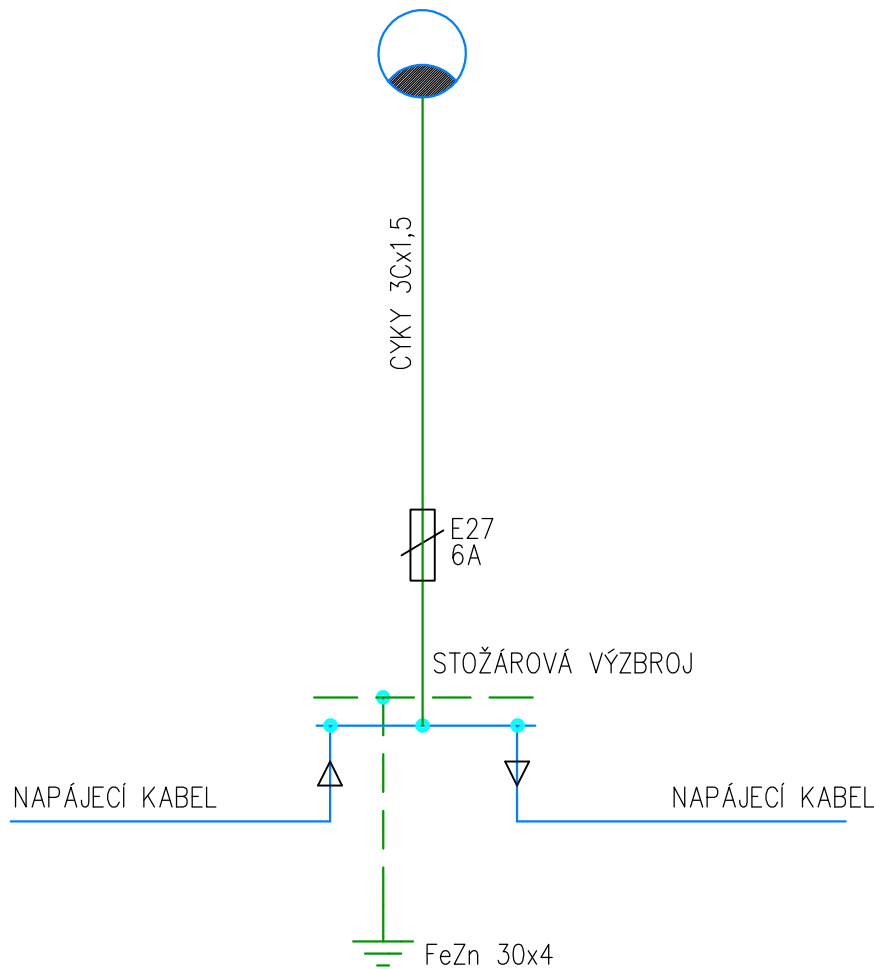 CYKY 3Cx1,5
E27
6A
STOŽÁROVÁ VÝZBROJ
NAPÁJECÍ KABEL
NAPÁJECÍ KABEL
FeZn 30x4